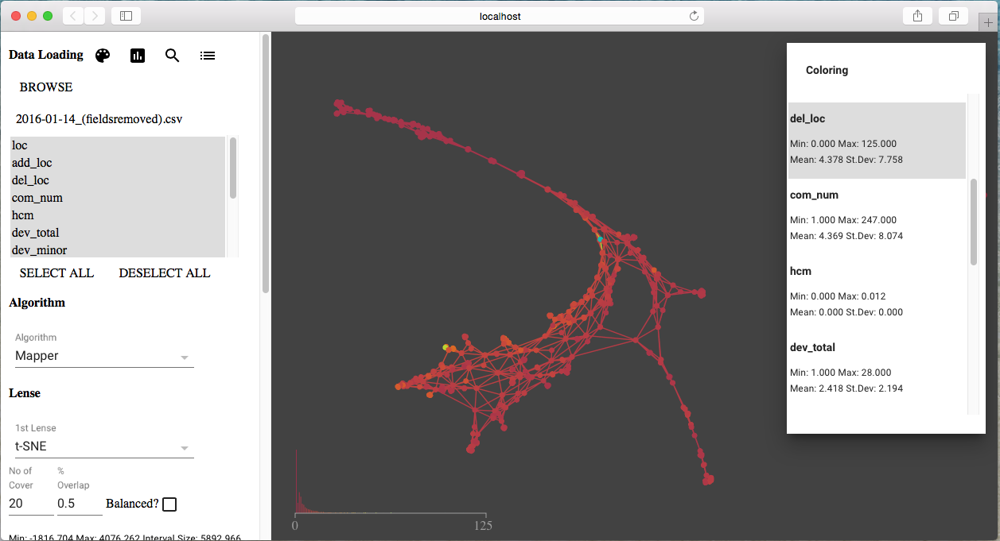 localhost
Data Loading
BROWSE
2016-01-14_(fieldsremoved).csv
loc
add_loc
del_loc
com_num
hcm
dev_total
dev_minor
SELECT ALL DESELECT ALL
Algorithm
Algorithm
Mapper
Lense
1st Lense
t-SNE
No of % 
Cover Overlap
20 0.5 Balanced?
Min: -1816.704 Max: 4076.262 Interval Size: 5892.966
0 125
Coloring
del_loc
Min: 0.000 Max: 125.000
Mean: 4.378 St.Dev: 7.758
com_num
Min: 1.000 Max: 247.000
Mean: 4.369 St.Dev: 8.074
hcm
Min: 0.000 Max: 0.012
Mean: 0.000 St.Dev: 0.000
dev_total
Min: 1.000 Max: 28.000
Mean: 2.418 St.Dev: 2.194